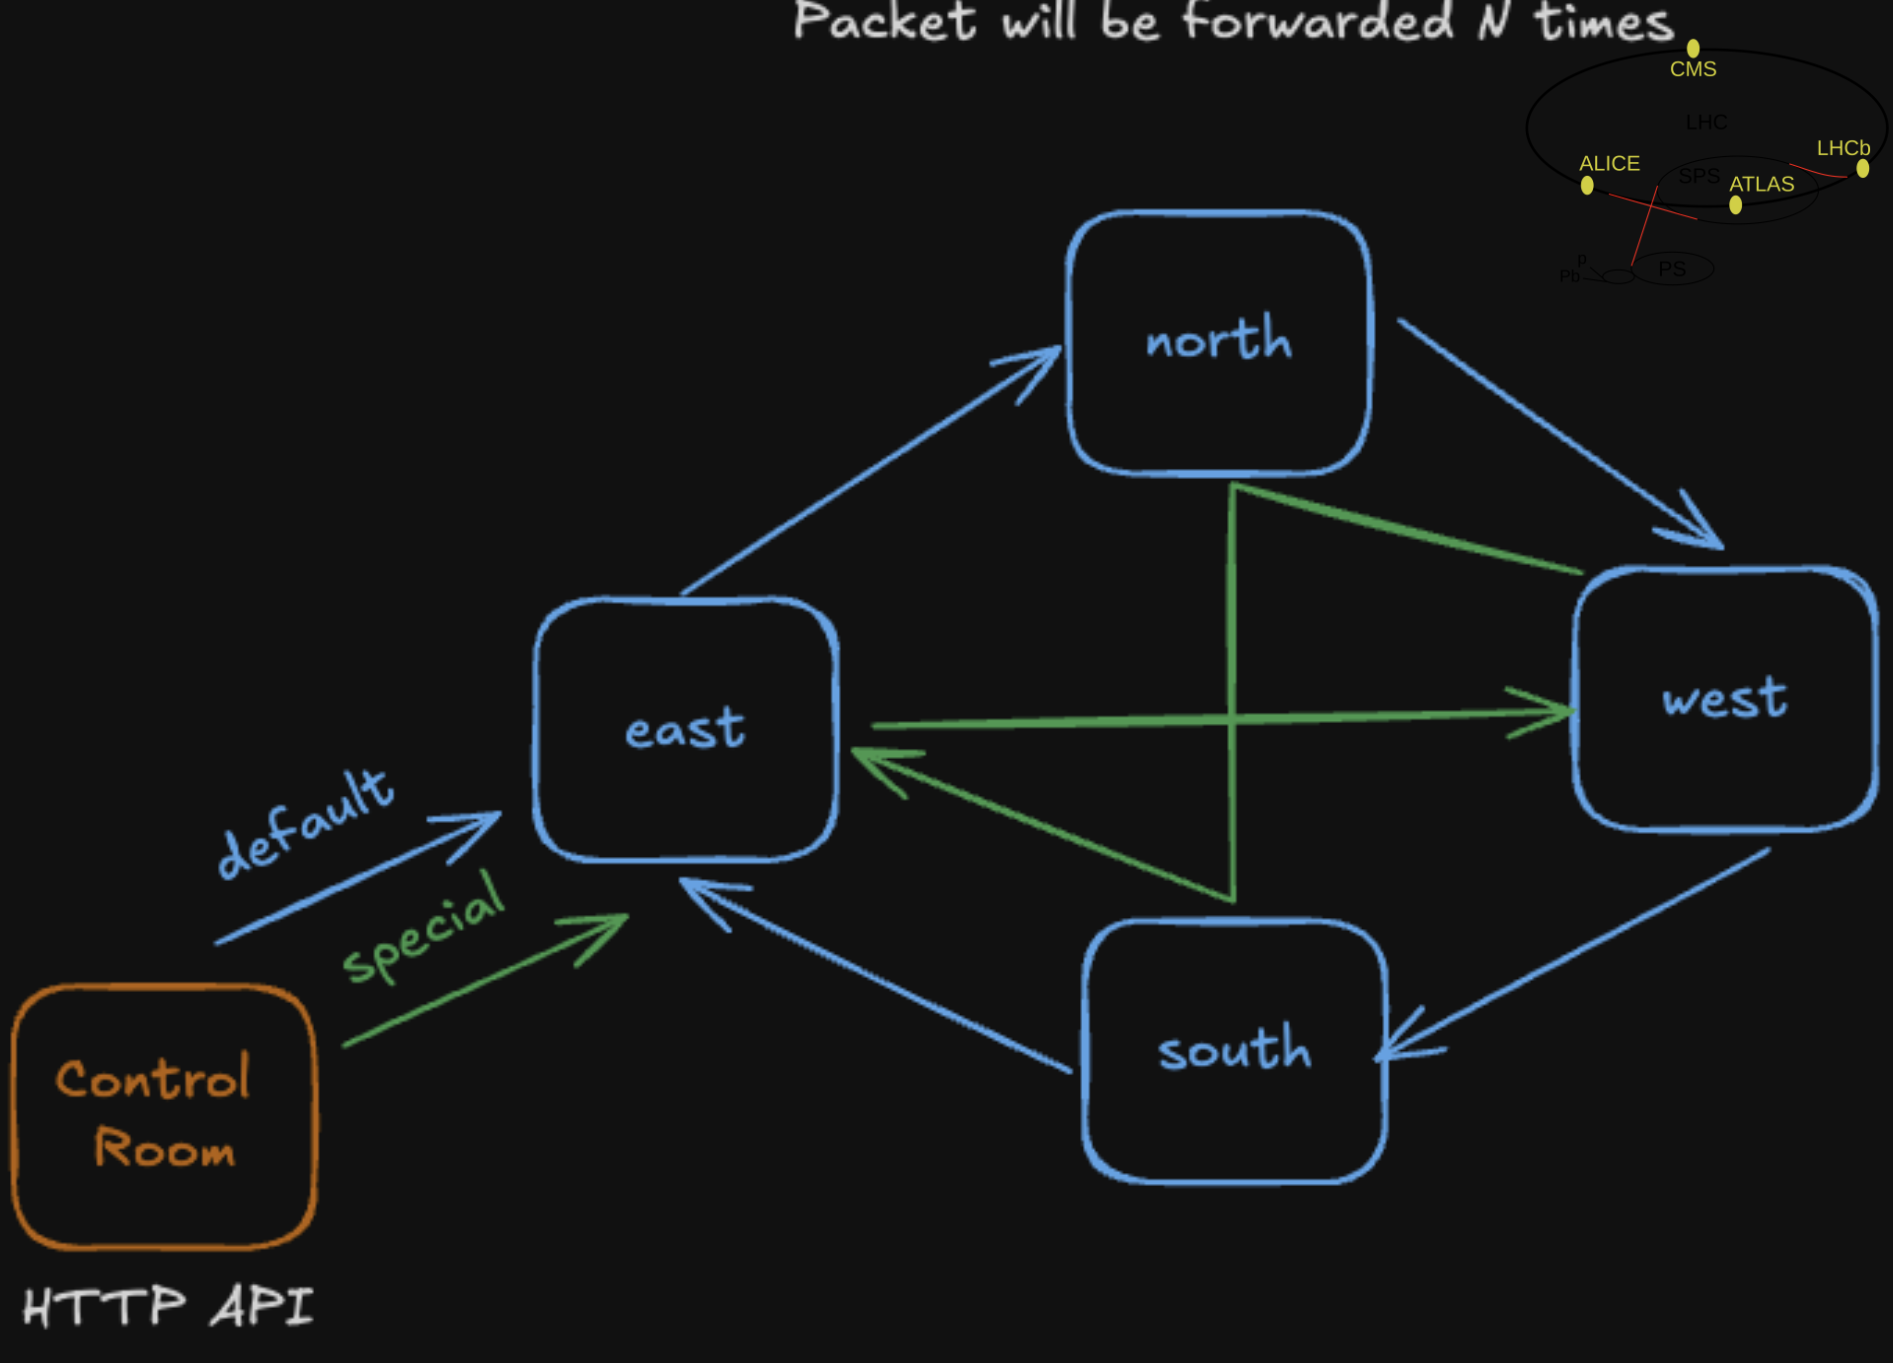 Packet will be forwarded N times
CMS
LHC
LHCb
ALICE
SPS
ATLAS
p
Pb
PS
north
west
east
default
special
south
Control
Room
HTTP API